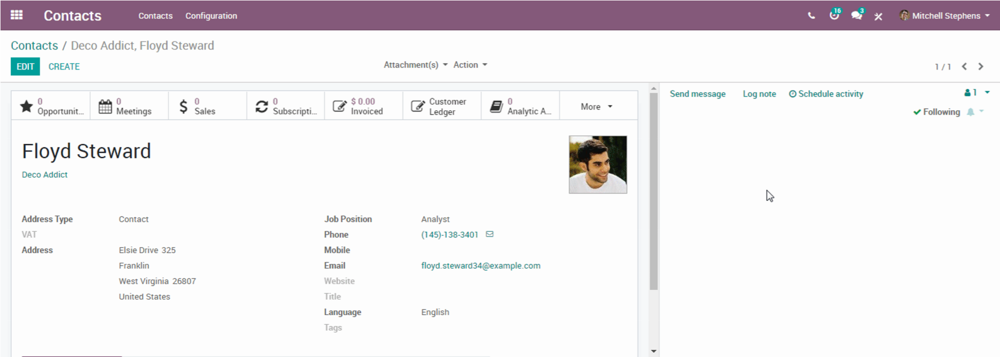 Contacts Contacts Configuration 16 3 Mitchell Stephens
Contacts / Deco Addict, Floyd Steward
EDIT CREATE Attachment(s) Action 1 / 1
0 Opportunit...
0 Meetings
$ 0 Sales
0 Subscripti...
$ 0.00 Invoiced
Customer Ledger
0 Analytic A...
More
Send message Log note Schedule activity 1
Following
Floyd Steward
Deco Addict
Address Type Contact
VAT
Address Elsie Drive 325
Franklin
West Virginia 26807
United States
Job Position Analyst
Phone (145)-138-3401
Mobile
Email floyd.steward34@example.com
Website
Title
Language English
Tags